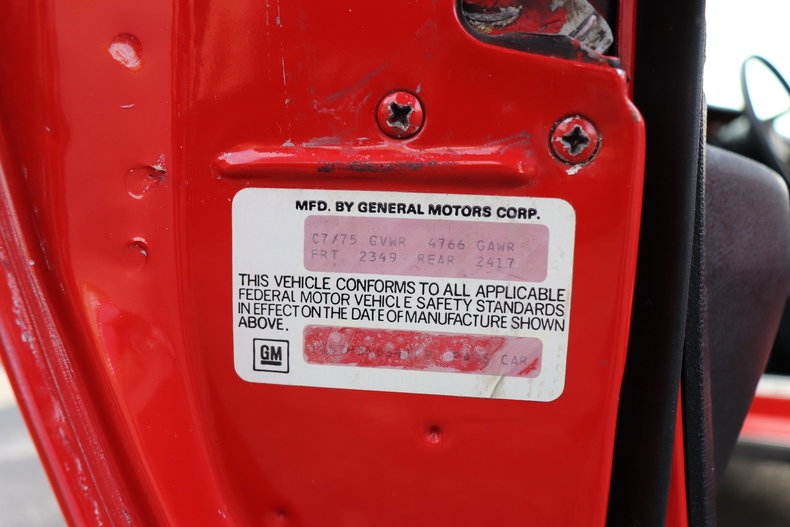 MFD. BY GENERAL MOTORS CORP.
C7/75 GVWR 4766 GAWR
FRT 2349 REAR 2417
THIS VEHICLE CONFORMS TO ALL APPLICABLE
FEDERAL MOTOR VEHICLE SAFETY STANDARDS
IN EFFECT ON THE DATE OF MANUFACTURE SHOWN
ABOVE.
GM
CAR